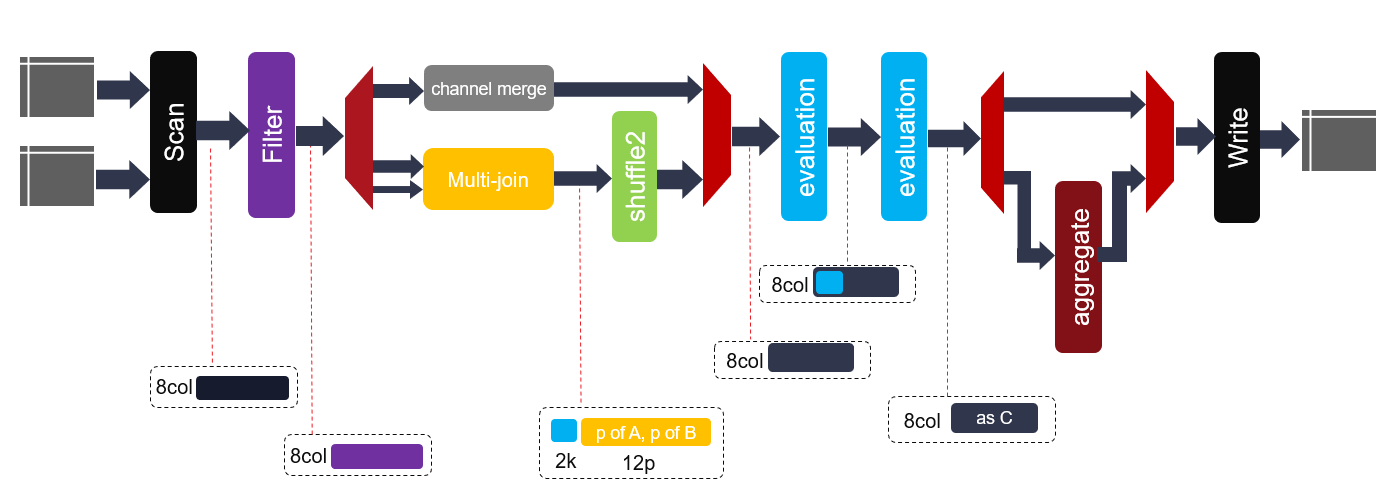 Scan
Filter
channel merge
Multi-join
shuffle2
evaluation
evaluation
aggregate
Write
8col
8col
8col
8col as C
8col
p of A, p of B
2k 12p